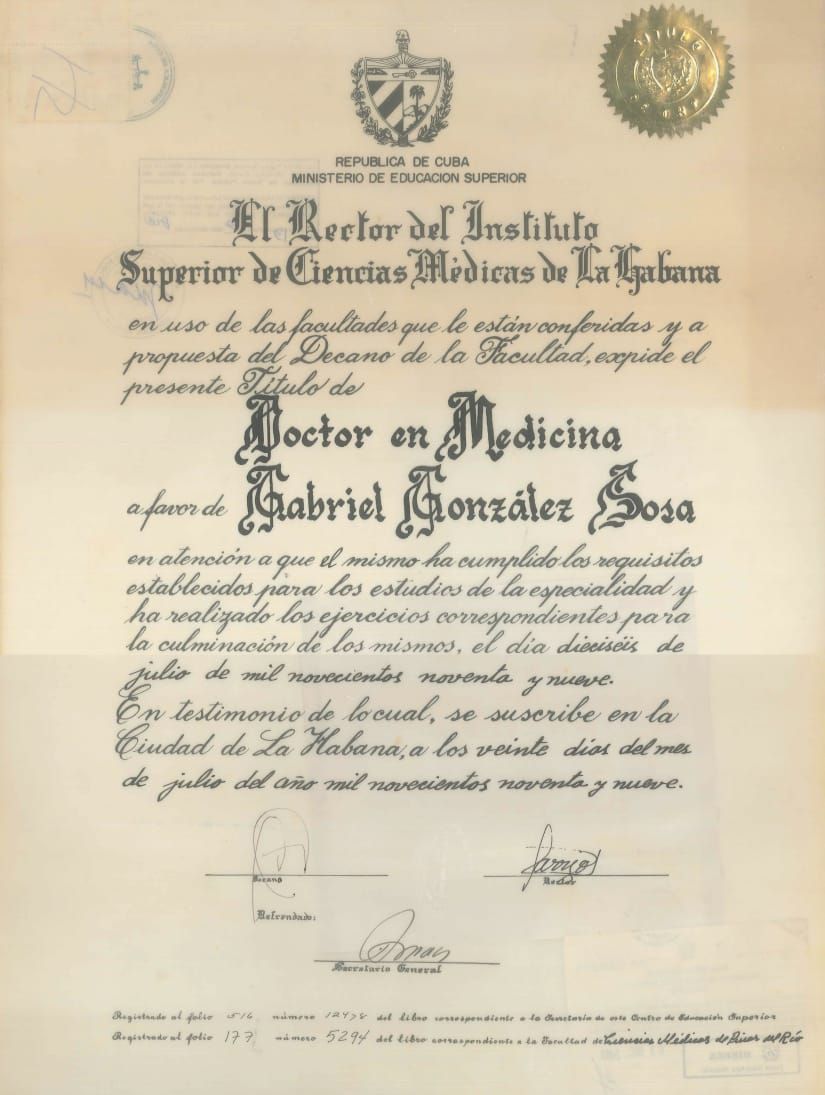 REPUBLICA DE CUBA
MINISTERIO DE EDUCACION SUPERIOR
El Rector del Instituto
Superior de Ciencias Médicas de La Habana
en uso de las facultades que le están conferidas y a
propuesta del Decano de la Facultad, expide el
presente Título de
Doctor en Medicina
a favor de Gabriel González Sosa
en atención a que el mismo ha cumplido los requisitos
establecidos para los estudios de la especialidad y
ha realizado los ejercicios correspondientes para
la culminación de los mismos, el día dieciséis de
julio de mil novecientos noventa y nueve.
En testimonio de lo cual, se suscribe en la
Ciudad de La Habana, a los veinte días del mes
de julio del año mil novecientos noventa y nueve.
Decano
Rector
Refrendado:
Secretario General
Registrado al folio 516 número 12478 del libro correspondiente a la Secretaría de este Centro de Educación Superior
Registrado al folio 177 número 5294 del libro correspondiente a la Facultad de Ciencias Médicas de Pinar del Río